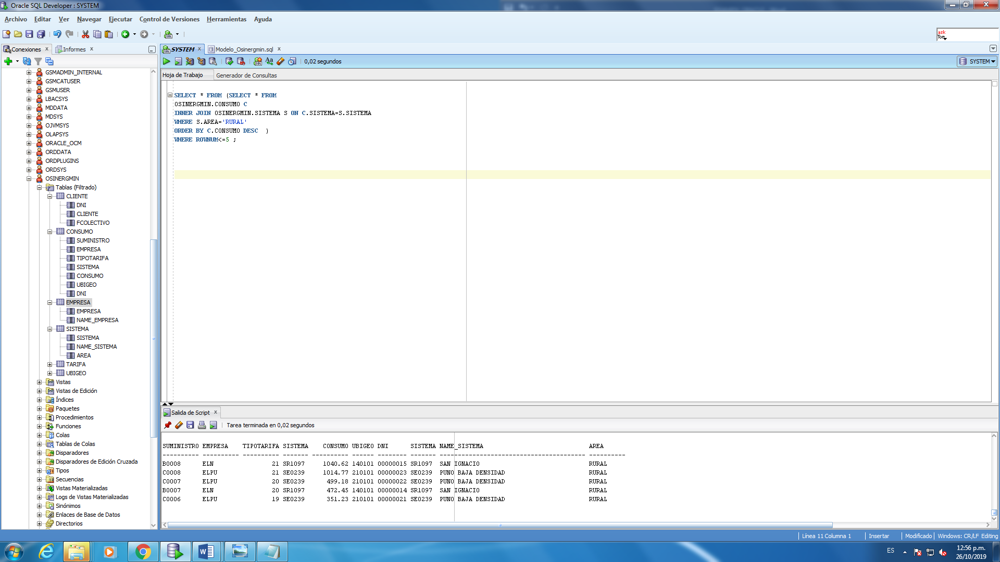 Oracle SQL Developer : SYSTEM
Archivo Editar Ver Navegar Ejecutar Control de Versiones Herramientas Ayuda
ask
Tom
Conexiones x Informes x
SYSTEM x Modelo_Osinergmin.sql x
0,02 segundos
SYSTEM
Hoja de Trabajo Generador de Consultas
GSMADMIN_INTERNAL
GSMCATUSER
GSMUSER
LBACSYS
MDDATA
MDSYS
OJVMSYS
OLAPSYS
ORACLE_OCM
ORDDATA
ORDPLUGINS
ORDSYS
OSINERGMIN
Tablas (Filtrado)
CLIENTE
DNI
CLIENTE
FCOLECTIVO
CONSUMO
SUMINISTRO
EMPRESA
TIPOTARIFA
SISTEMA
CONSUMO
UBIGEO
DNI
EMPRESA
EMPRESA
NAME_EMPRESA
SISTEMA
SISTEMA
NAME_SISTEMA
AREA
TARIFA
UBIGEO
Vistas
Vistas de Edición
Índices
Paquetes
Procedimientos
Funciones
Colas
Tablas de Colas
Disparadores
Disparadores de Edición Cruzada
Tipos
Secuencias
Vistas Materializadas
Logs de Vistas Materializadas
Sinónimos
Enlaces de Base de Datos
Directorios
SELECT * FROM (SELECT * FROM
OSINERGMIN.CONSUMO C
INNER JOIN OSINERGMIN.SISTEMA S ON C.SISTEMA=S.SISTEMA
WHERE S.AREA='RURAL'
ORDER BY C.CONSUMO DESC )
WHERE ROWNUM<=5 ;
Salida de Script x
Tarea terminada en 0,02 segundos
SUMINISTRO EMPRESA TIPOTARIFA SISTEMA CONSUMO UBIGEO DNI SISTEMA NAME_SISTEMA AREA
---------- ---------- ---------- ------- ---------- ------ -------- ------- ---------------------------------------- ----------
B0008 ELN 21 SR1097 1040.62 140101 00000015 SR1097 SAN IGNACIO RURAL
C0008 ELPU 21 SE0239 1014.77 210101 00000023 SE0239 PUNO BAJA DENSIDAD RURAL
C0007 ELPU 20 SE0239 499.18 210101 00000022 SE0239 PUNO BAJA DENSIDAD RURAL
B0007 ELN 20 SR1097 472.45 140101 00000014 SR1097 SAN IGNACIO RURAL
C0006 ELPU 19 SE0239 351.23 210101 00000021 SE0239 PUNO BAJA DENSIDAD RURAL
Línea 11 Columna 1 Insertar Modificado Windows: CR/LF Editing
ES
12:56 p.m.
26/10/2019